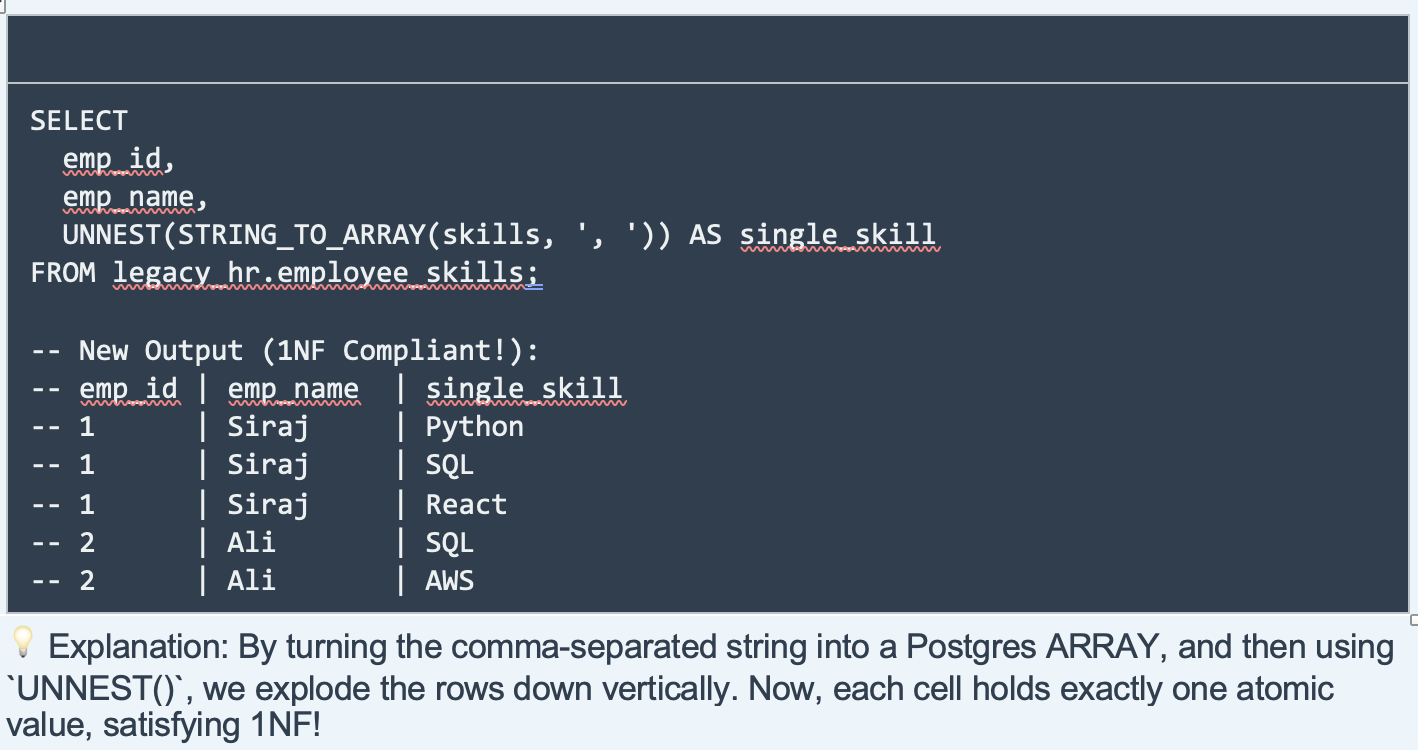 SELECT
  emp_id,
  emp_name,
  UNNEST(STRING_TO_ARRAY(skills, ', ')) AS single_skill
FROM legacy_hr.employee_skills;
-- New Output (1NF Compliant!):
-- emp_id | emp_name  | single_skill
-- 1      | Siraj     | Python
-- 1      | Siraj     | SQL
-- 1      | Siraj     | React
-- 2      | Ali       | SQL
-- 2      | Ali       | AWS
💡 Explanation: By turning the comma-separated string into a Postgres ARRAY, and then using
`UNNEST()`, we explode the rows down vertically. Now, each cell holds exactly one atomic
value, satisfying 1NF!